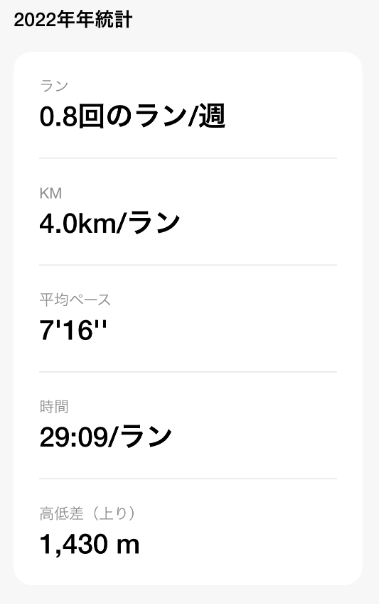 2022年年統計
ラン
0.8回のラン/週
KM
4.0km/ラン
平均ペース
7'16''
時間
29:09/ラン
高低差（上り）
1,430 m